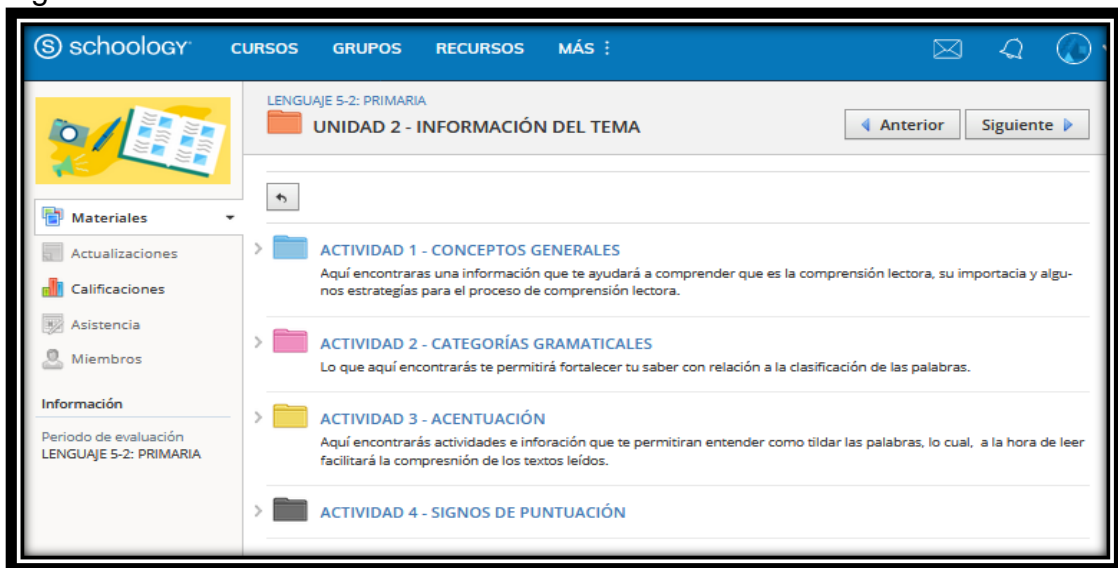 schoology CURSOS GRUPOS RECURSOS MÁS
LENGUAJE 5-2: PRIMARIA
UNIDAD 2 - INFORMACIÓN DEL TEMA
Anterior
Siguiente
Materiales
Actualizaciones
Calificaciones
Asistencia
Miembros
Información
Periodo de evaluación
LENGUAJE 5-2: PRIMARIA
ACTIVIDAD 1 - CONCEPTOS GENERALES
Aquí encontraras una información que te ayudará a comprender que es la comprensión lectora, su importacia y algu-
nos estrategías para el proceso de comprensión lectora.
ACTIVIDAD 2 - CATEGORÍAS GRAMATICALES
Lo que aquí encontrarás te permitirá fortalecer tu saber con relación a la clasificación de las palabras.
ACTIVIDAD 3 - ACENTUACIÓN
Aquí encontrarás actividades e inforación que te permitiran entender como tildar las palabras, lo cual, a la hora de leer
facilitará la compresnión de los textos leídos.
ACTIVIDAD 4 - SIGNOS DE PUNTUACIÓN